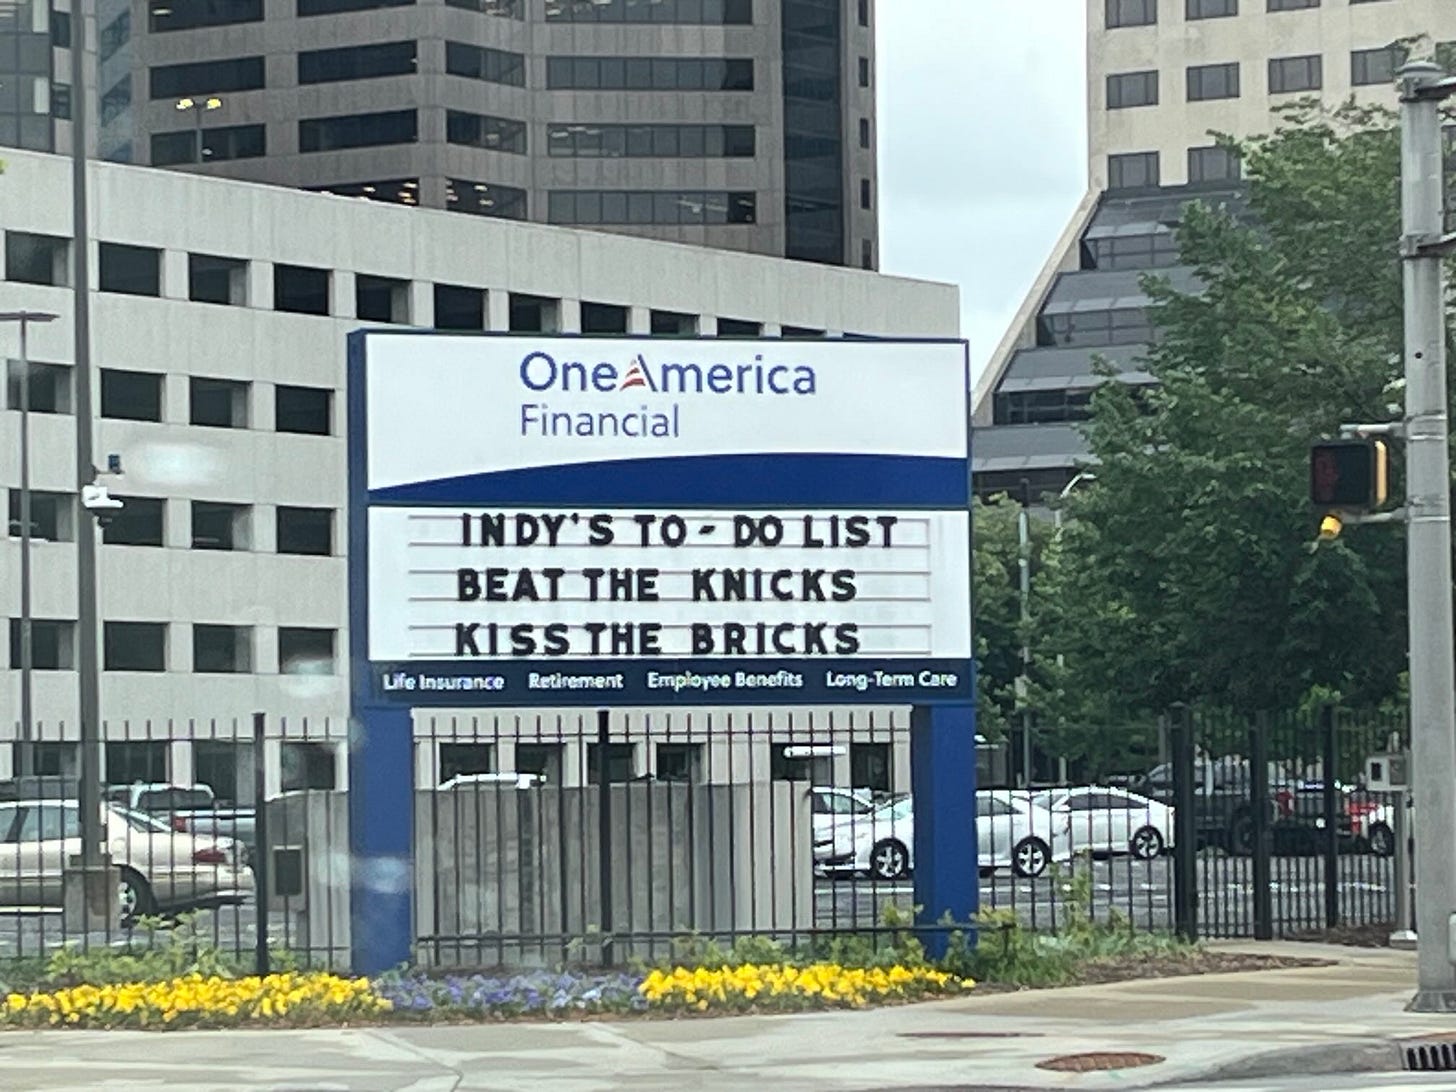 OneAmerica
Financial
INDY'S TO-DO LIST
BEAT THE KNICKS
KISS THE BRICKS
Life Insurance Retirement Employee Benefits Long-Term Care